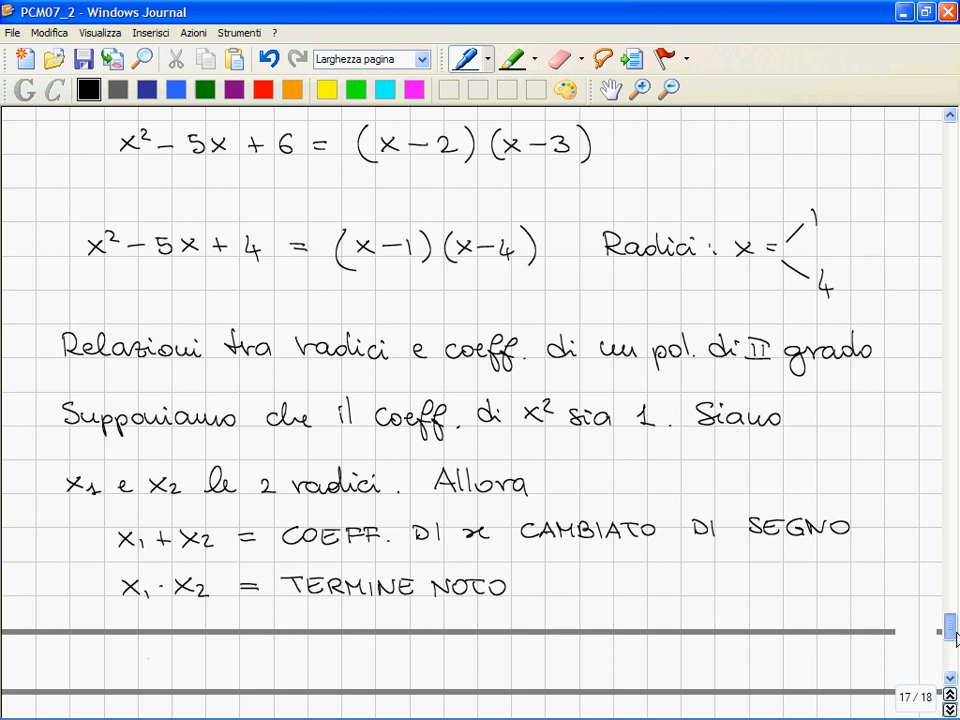 PCM07_2 - Windows Journal
File Modifica Visualizza Inserisci Azioni Strumenti ?
Larghezza pagina
G C
x² - 5x + 6 = (x - 2) (x - 3)
x² - 5x + 4 = (x - 1) (x - 4) Radici : x = 1
4
Relazioni tra radici e coeff. di un pol. di II grado
Supponiamo che il coeff. di x² sia 1. Siano
x₁ e x₂ le 2 radici. Allora
x₁ + x₂ = COEFF. DI x CAMBIATO DI SEGNO
x₁ · x₂ = TERMINE NOTO
17 / 18